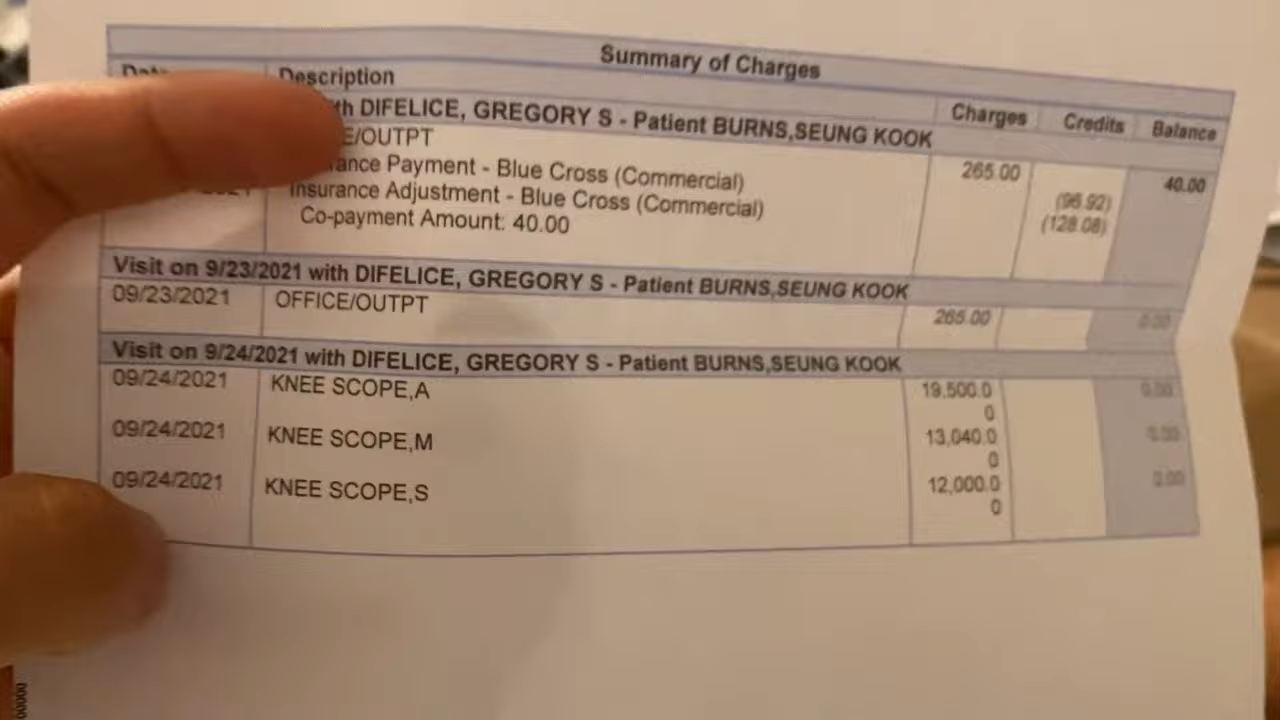 Summary of Charges
Description Charges Credits Balance
with DIFELICE, GREGORY S - Patient BURNS,SEUNG KOOK
E/OUTPT 265.00 40.00
rance Payment - Blue Cross (Commercial) (96.92)
Insurance Adjustment - Blue Cross (Commercial) (128.08)
Co-payment Amount: 40.00
Visit on 9/23/2021 with DIFELICE, GREGORY S - Patient BURNS,SEUNG KOOK
09/23/2021 OFFICE/OUTPT 265.00 0.00
Visit on 9/24/2021 with DIFELICE, GREGORY S - Patient BURNS,SEUNG KOOK
09/24/2021 KNEE SCOPE,A 19,500.0 0.00
0
09/24/2021 KNEE SCOPE,M 13,040.0 0.00
0
09/24/2021 KNEE SCOPE,S 12,000.0 0.00
0